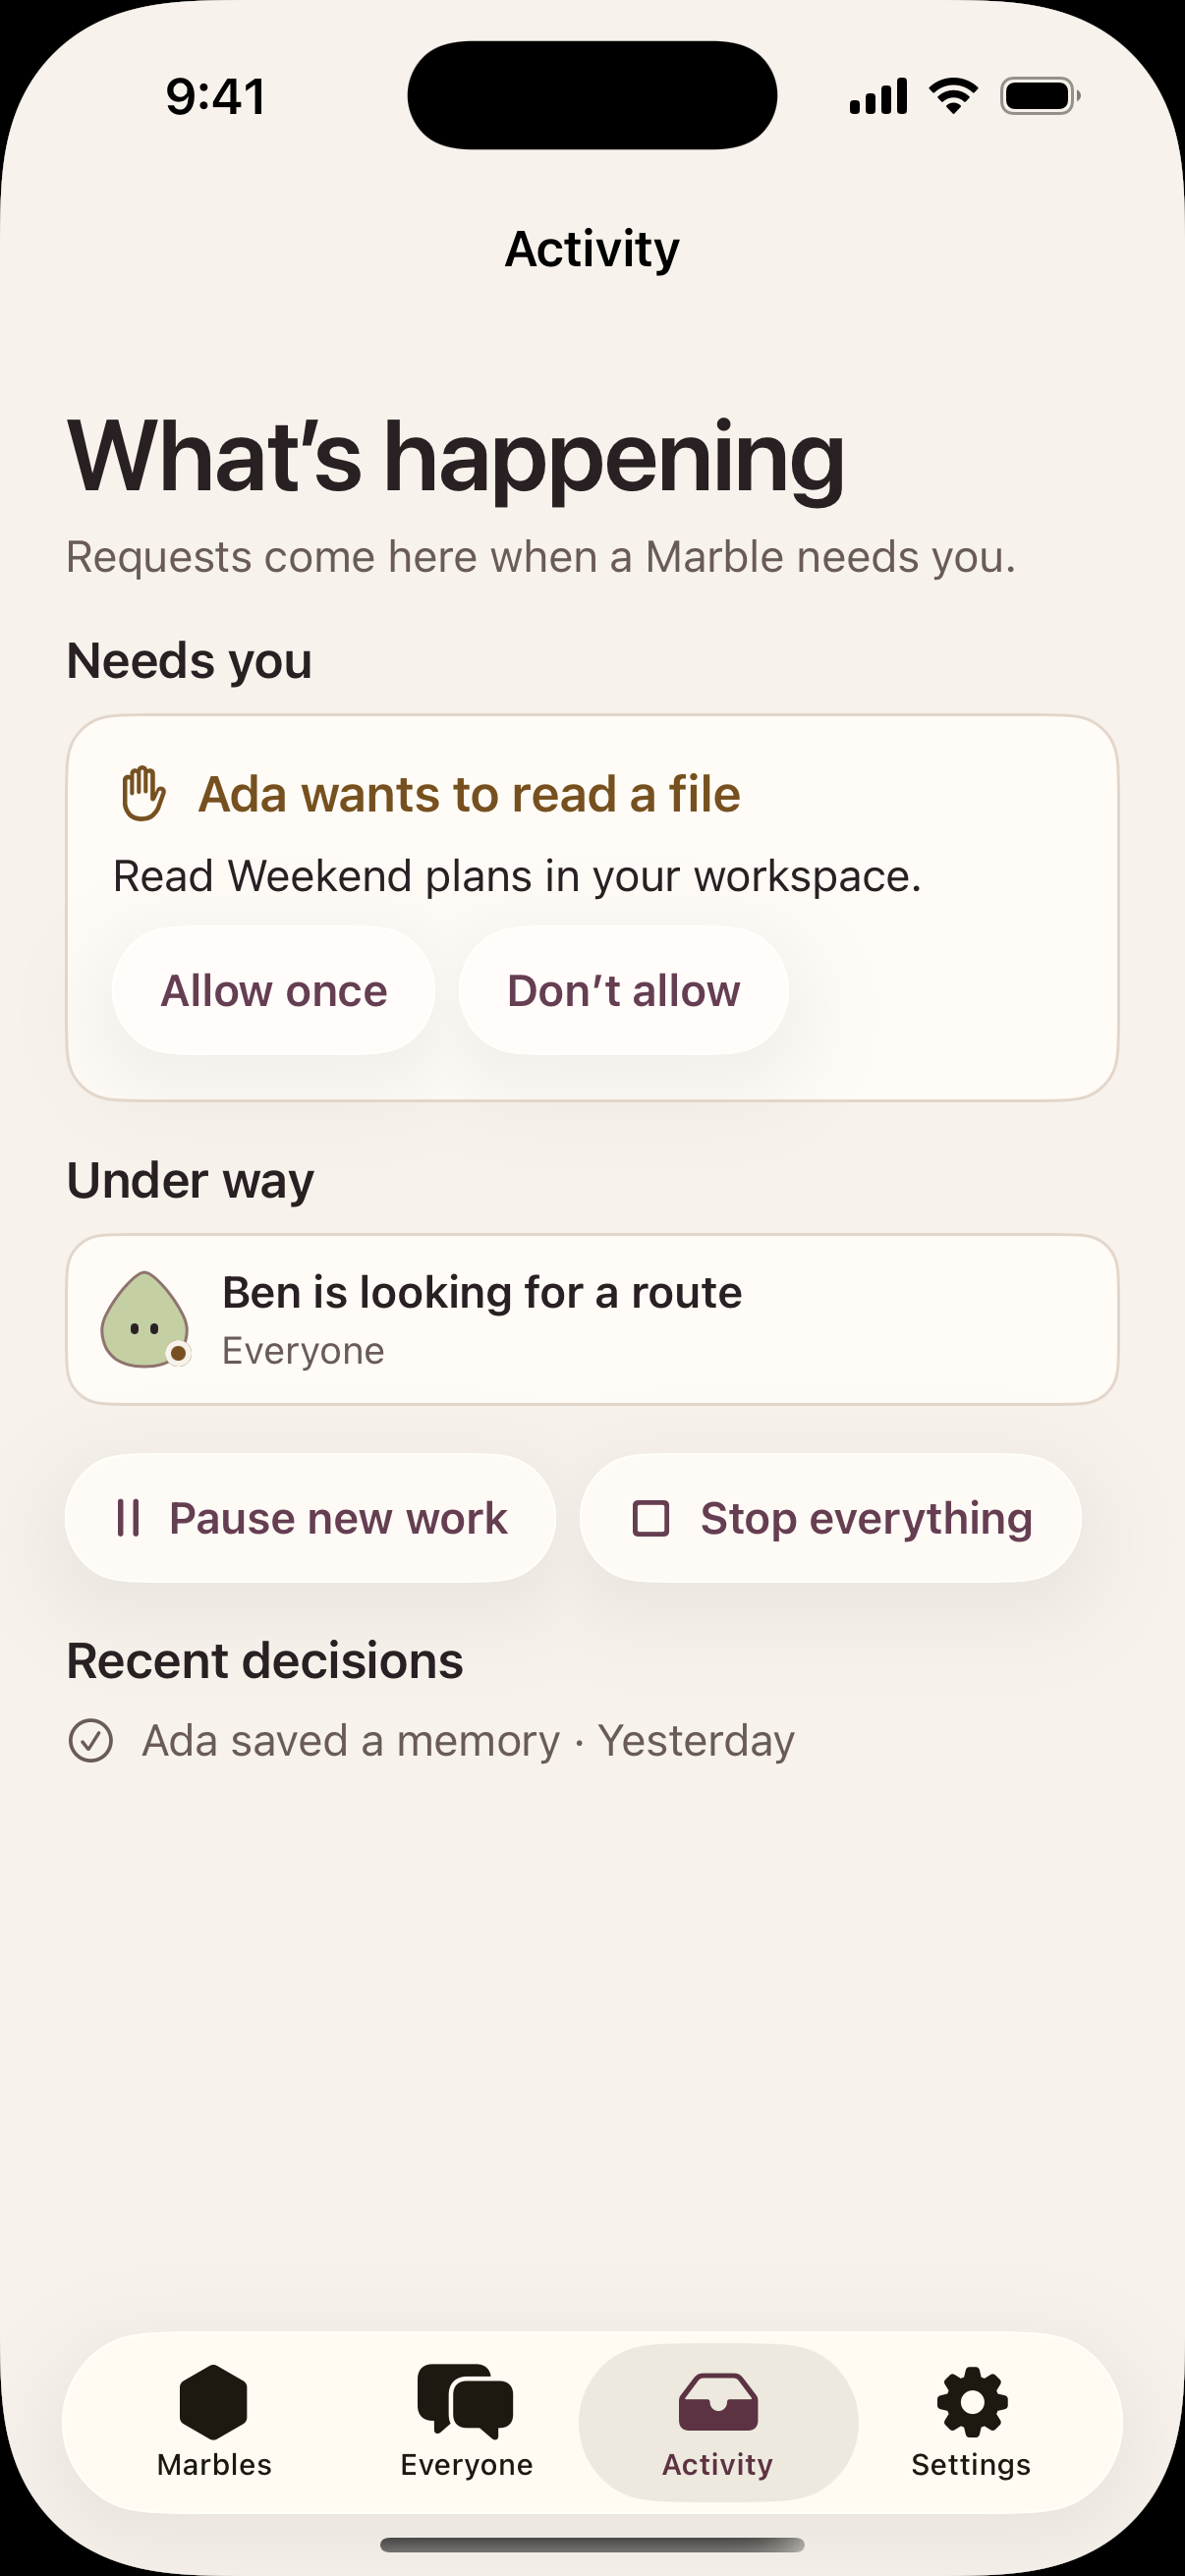 9:41
Activity
What’s happening
Requests come here when a Marble needs you.
Needs you
Ada wants to read a file
Read Weekend plans in your workspace.
Allow once
Don’t allow
Under way
Ben is looking for a route
Everyone
Pause new work
Stop everything
Recent decisions
Ada saved a memory · Yesterday
Marbles
Everyone
Activity
Settings